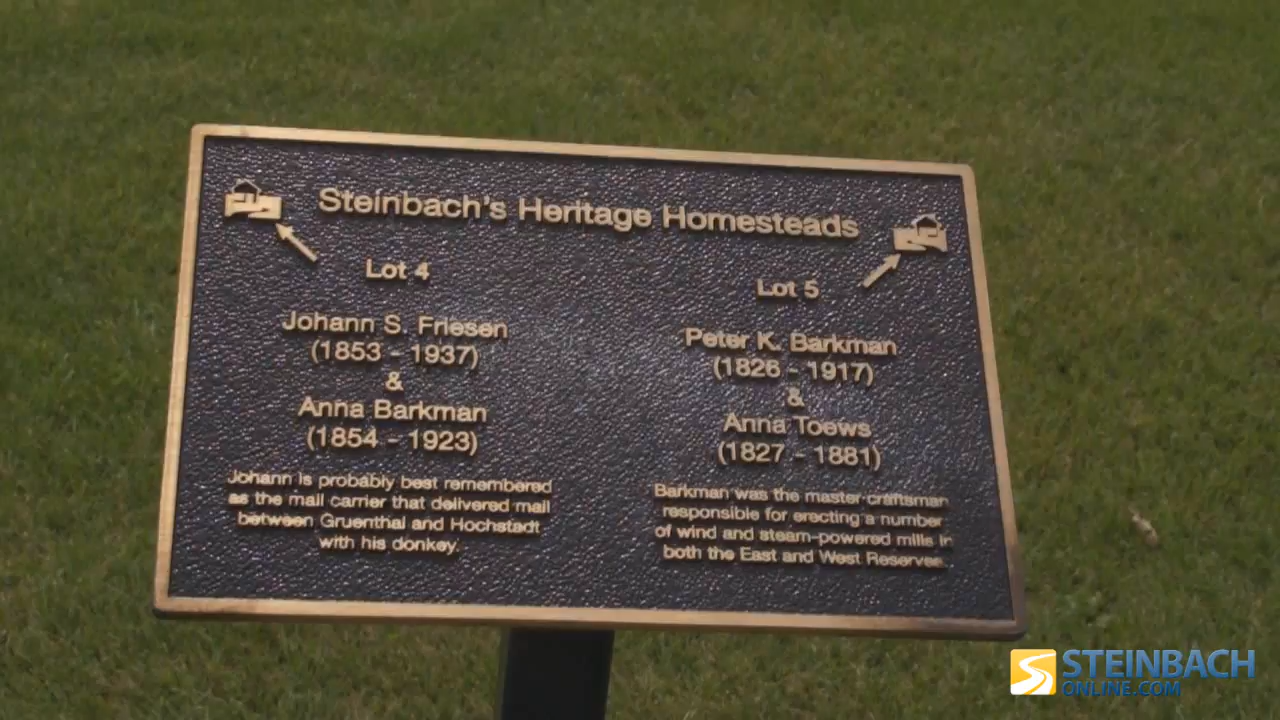 Steinbach's Heritage Homesteads
Lot 4
Johann S. Friesen
(1853 - 1937)
&
Anna Barkman
(1854 - 1923)
Johann is probably best remembered
as the mail carrier that delivered mail
between Gruenthal and Hochstadt
with his donkey.
Lot 5
Peter K. Barkman
(1826 - 1917)
&
Anna Toews
(1827 - 1881)
Barkman was the master craftsman
responsible for erecting a number
of wind and steam-powered mills in
both the East and West Reserves.
STEINBACH
ONLINE.COM